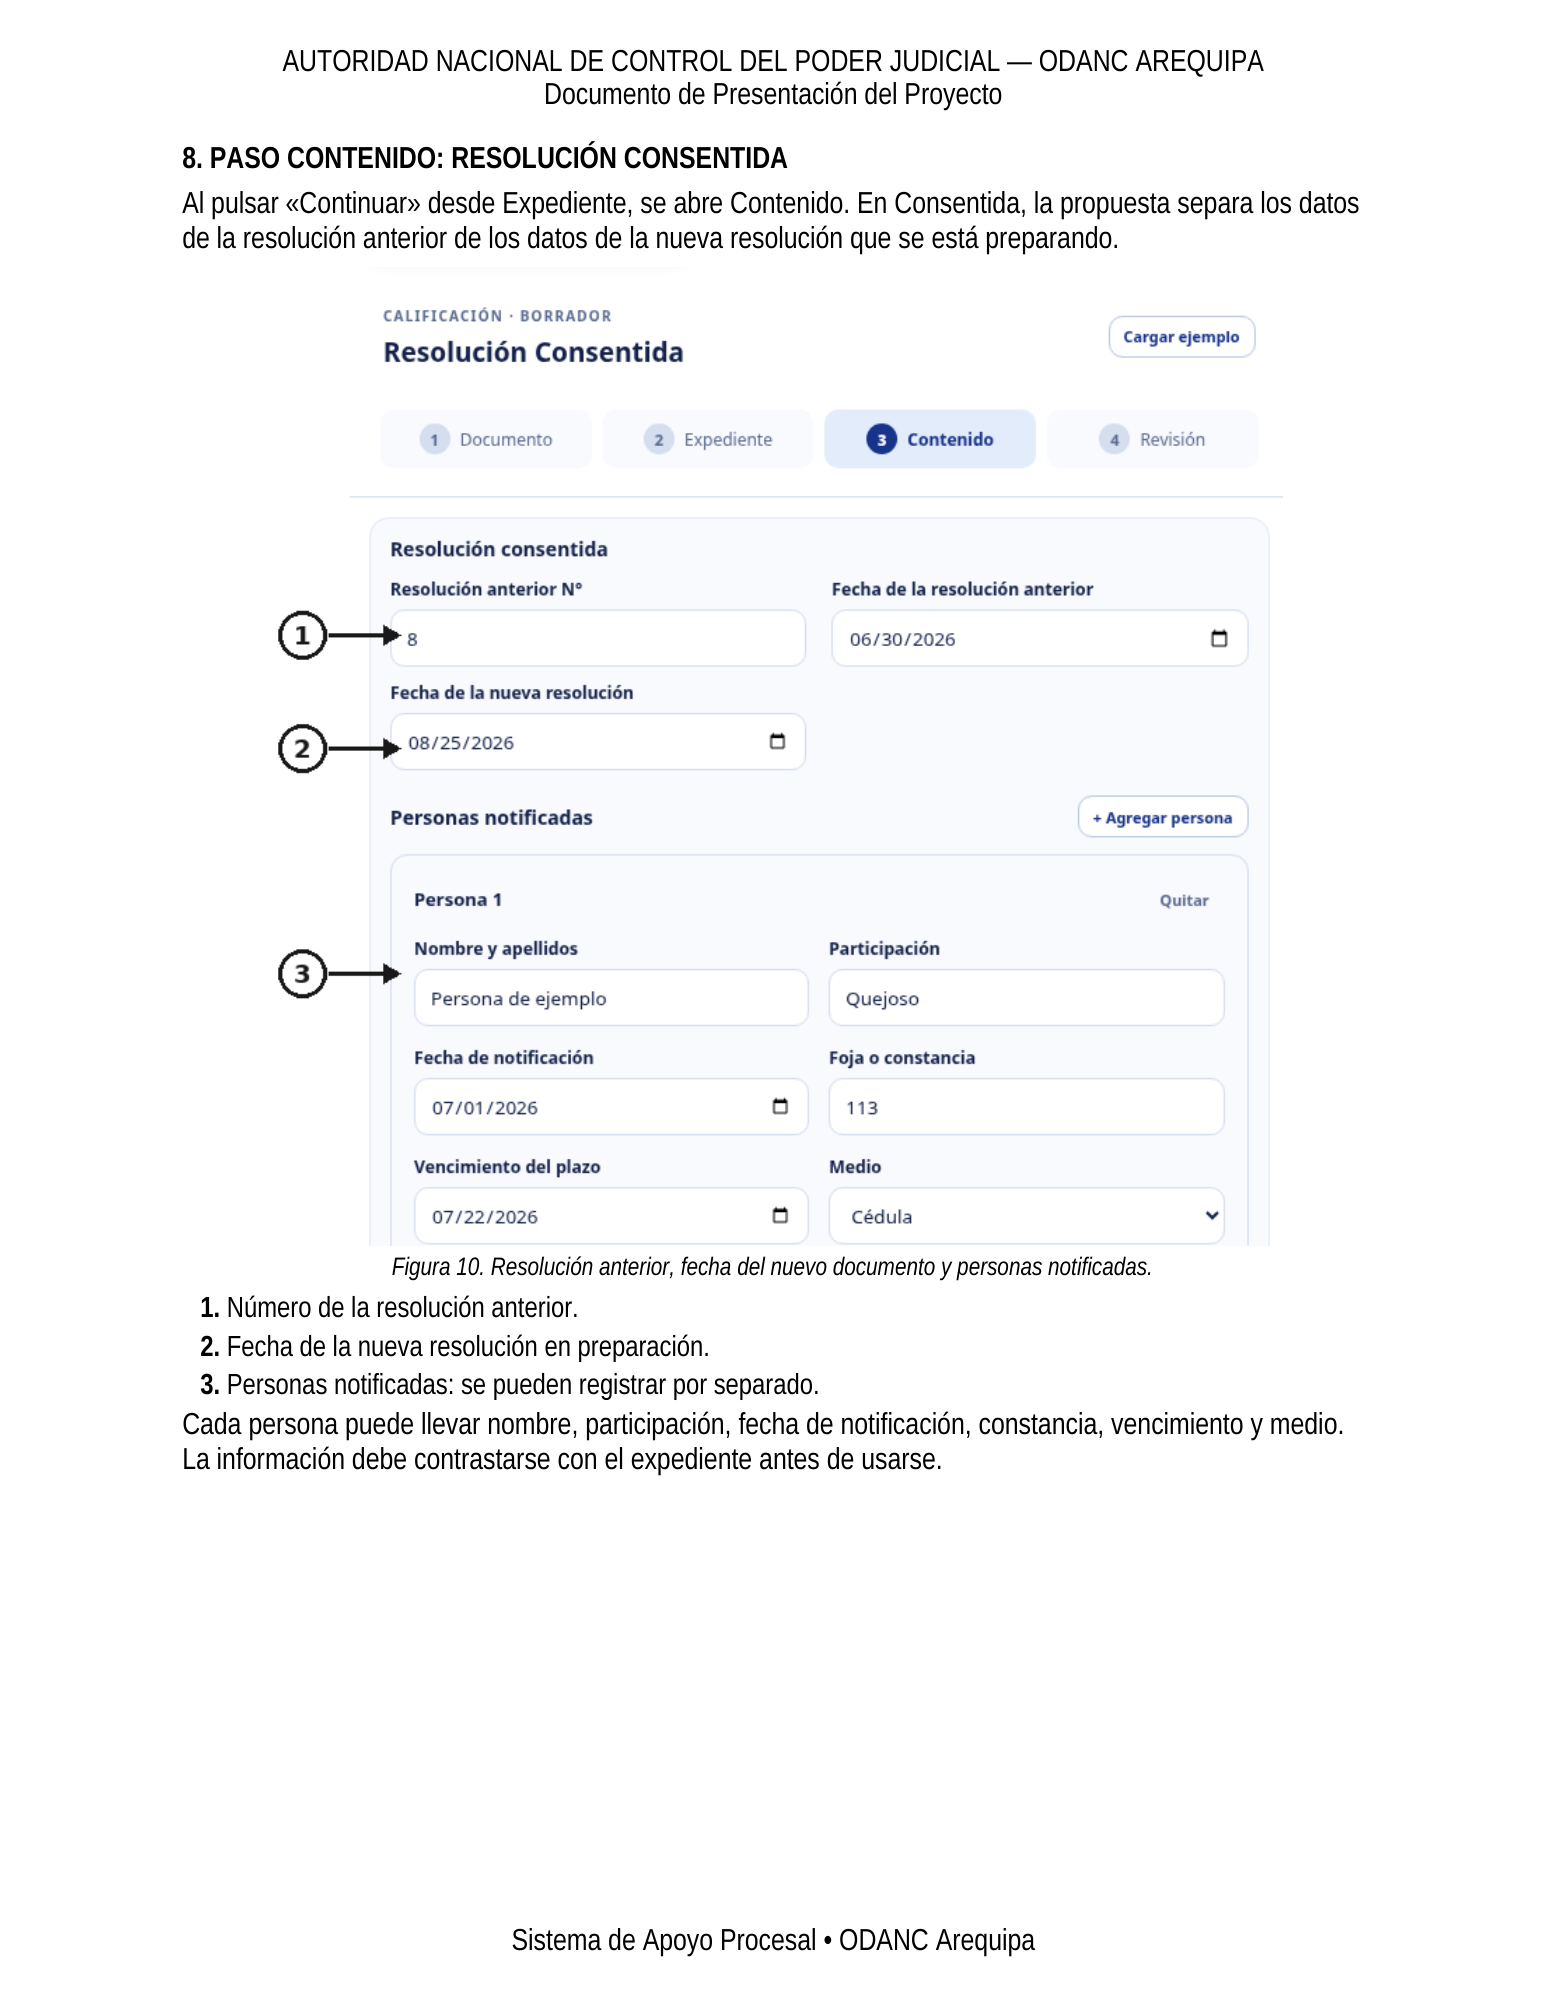 AUTORIDAD NACIONAL DE CONTROL DEL PODER JUDICIAL — ODANC AREQUIPA
Documento de Presentación del Proyecto
8. PASO CONTENIDO: RESOLUCIÓN CONSENTIDA
Al pulsar «Continuar» desde Expediente, se abre Contenido. En Consentida, la propuesta separa los datos
de la resolución anterior de los datos de la nueva resolución que se está preparando.
CALIFICACIÓN · BORRADOR
Resolución Consentida
Cargar ejemplo
1 Documento
2 Expediente
3 Contenido
4 Revisión
Resolución consentida
Resolución anterior N°
Fecha de la resolución anterior
1
8
06/30/2026
Fecha de la nueva resolución
2
08/25/2026
Personas notificadas
+ Agregar persona
Persona 1
Quitar
Nombre y apellidos
Participación
3
Persona de ejemplo
Quejoso
Fecha de notificación
Foja o constancia
07/01/2026
113
Vencimiento del plazo
Medio
07/22/2026
Cédula
Figura 10. Resolución anterior, fecha del nuevo documento y personas notificadas.
1. Número de la resolución anterior.
2. Fecha de la nueva resolución en preparación.
3. Personas notificadas: se pueden registrar por separado.
Cada persona puede llevar nombre, participación, fecha de notificación, constancia, vencimiento y medio.
La información debe contrastarse con el expediente antes de usarse.
Sistema de Apoyo Procesal • ODANC Arequipa